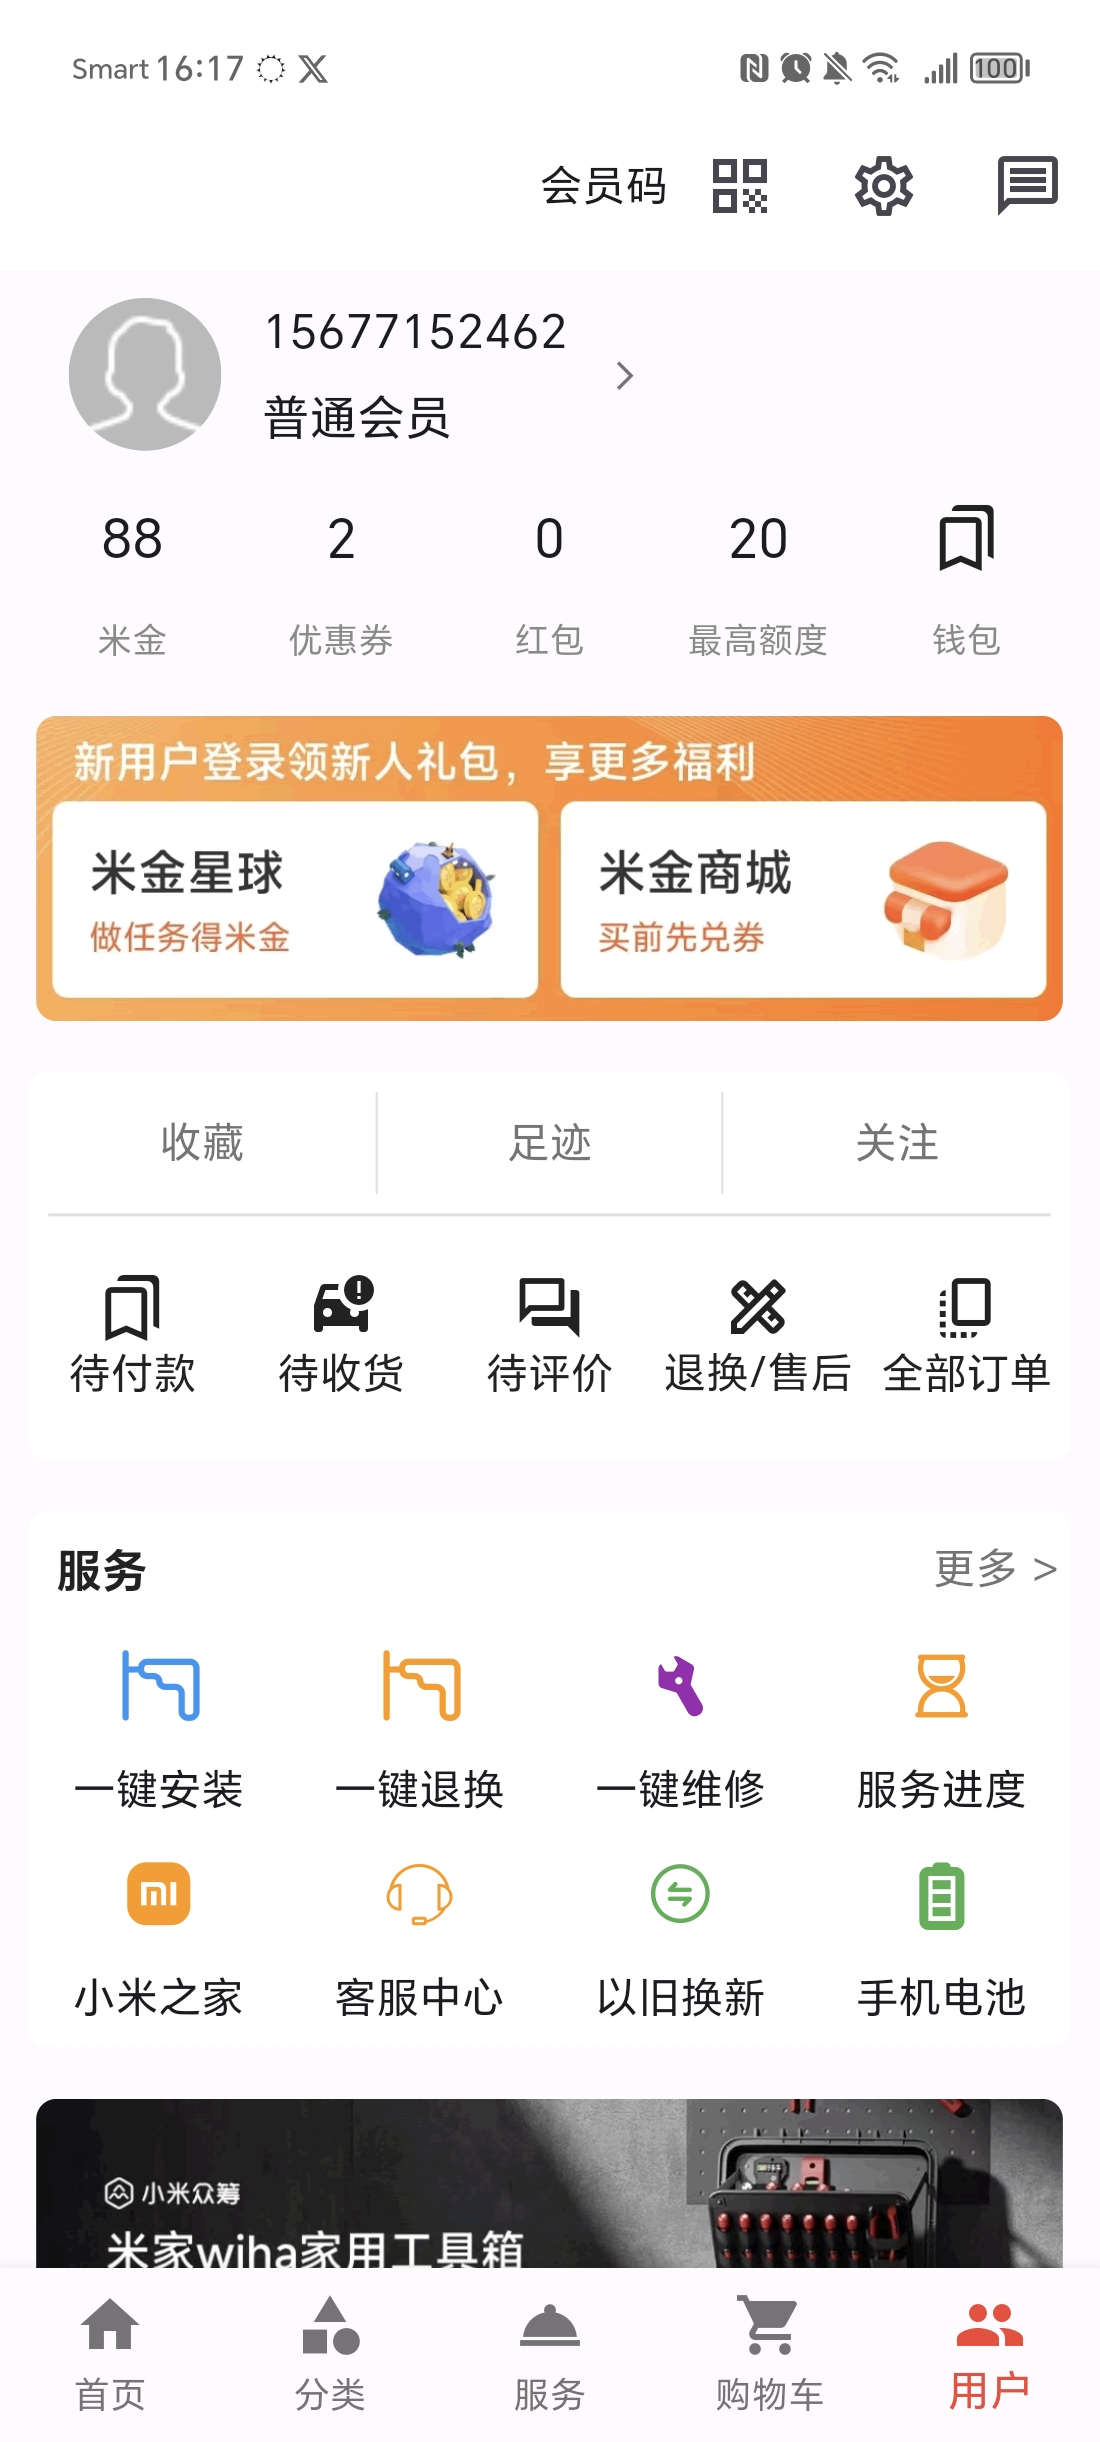 Smart 16:17 100
会员码
15677152462
普通会员
88 2 0 20
米金 优惠券 红包 最高额度 钱包
新用户登录领新人礼包，享更多福利
米金星球 米金商城
做任务得米金 买前先兑券
收藏 足迹 关注
待付款 待收货 待评价 退换/售后 全部订单
服务 更多 >
一键安装 一键退换 一键维修 服务进度
小米之家 客服中心 以旧换新 手机电池
小米众筹
米家wiha家用工具箱
首页 分类 服务 购物车 用户